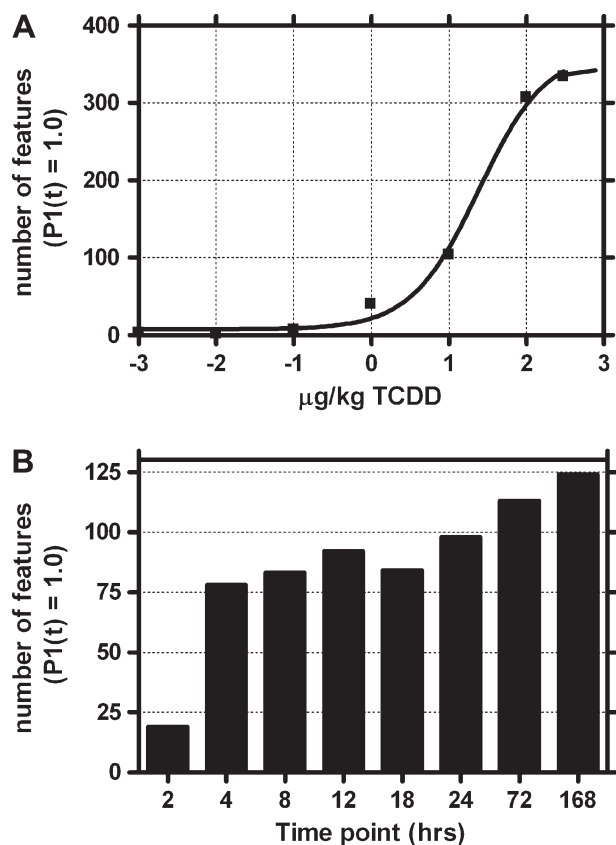 A
number of features
(P1(t) = 1.0)
400
300
200
100
0
-3 -2 -1 0 1 2 3
μg/kg TCDD
B
number of features
(P1(t) = 1.0)
125
100
75
50
25
0
2 4 8 12 18 24 72 168
Time point (hrs)